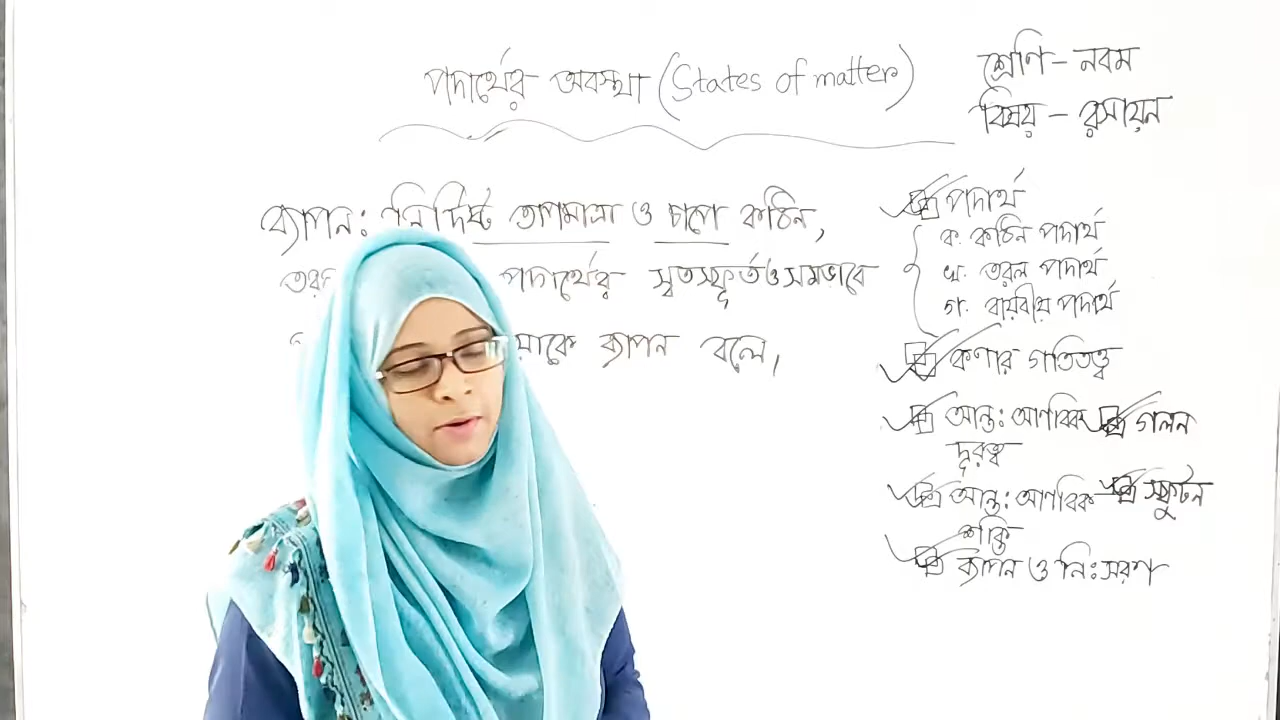 পদার্থের অবস্থা (States of matter)
শ্রেণি - নবম
বিষয় - রসায়ন
ব্যাপন: নির্দিষ্ট তাপমাত্রা ও চাপে কঠিন,
পদার্থের স্বতস্ফূর্ত ও সমভাবে
ব্যাপন বলে,
পদার্থ
ক. কঠিন পদার্থ
খ. তরল পদার্থ
গ. বায়বীয় পদার্থ
কণার গতিতত্ত্ব
আন্ত: আণবিক
দূরত্ব
গলন
আন্ত: আণবিক
শক্তি
স্ফুটন
ব্যাপন ও নি:সরণ